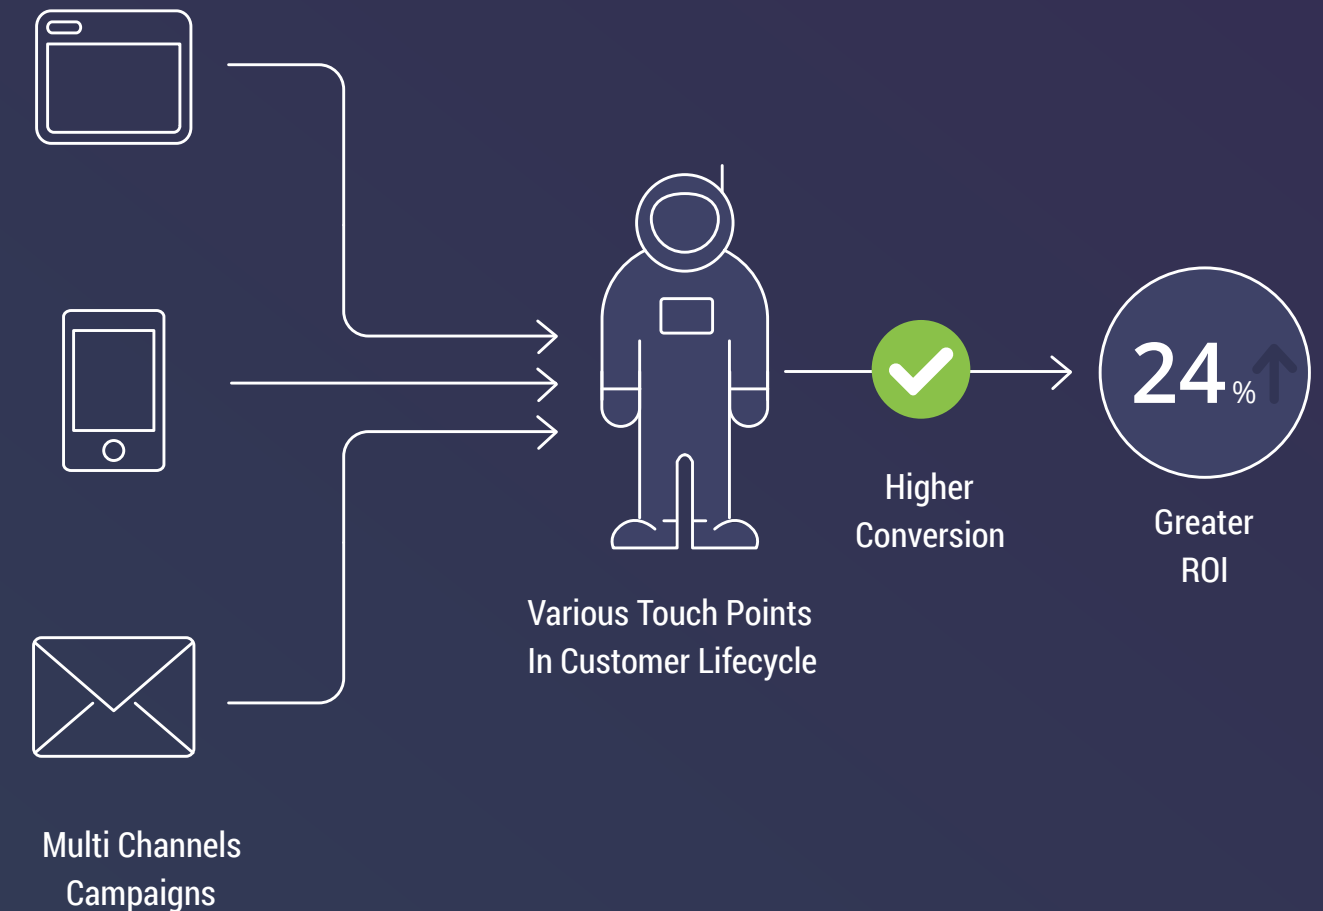 24%
Higher
Conversion
Greater
ROI
Various Touch Points
In Customer Lifecycle
Multi Channels
Campaigns